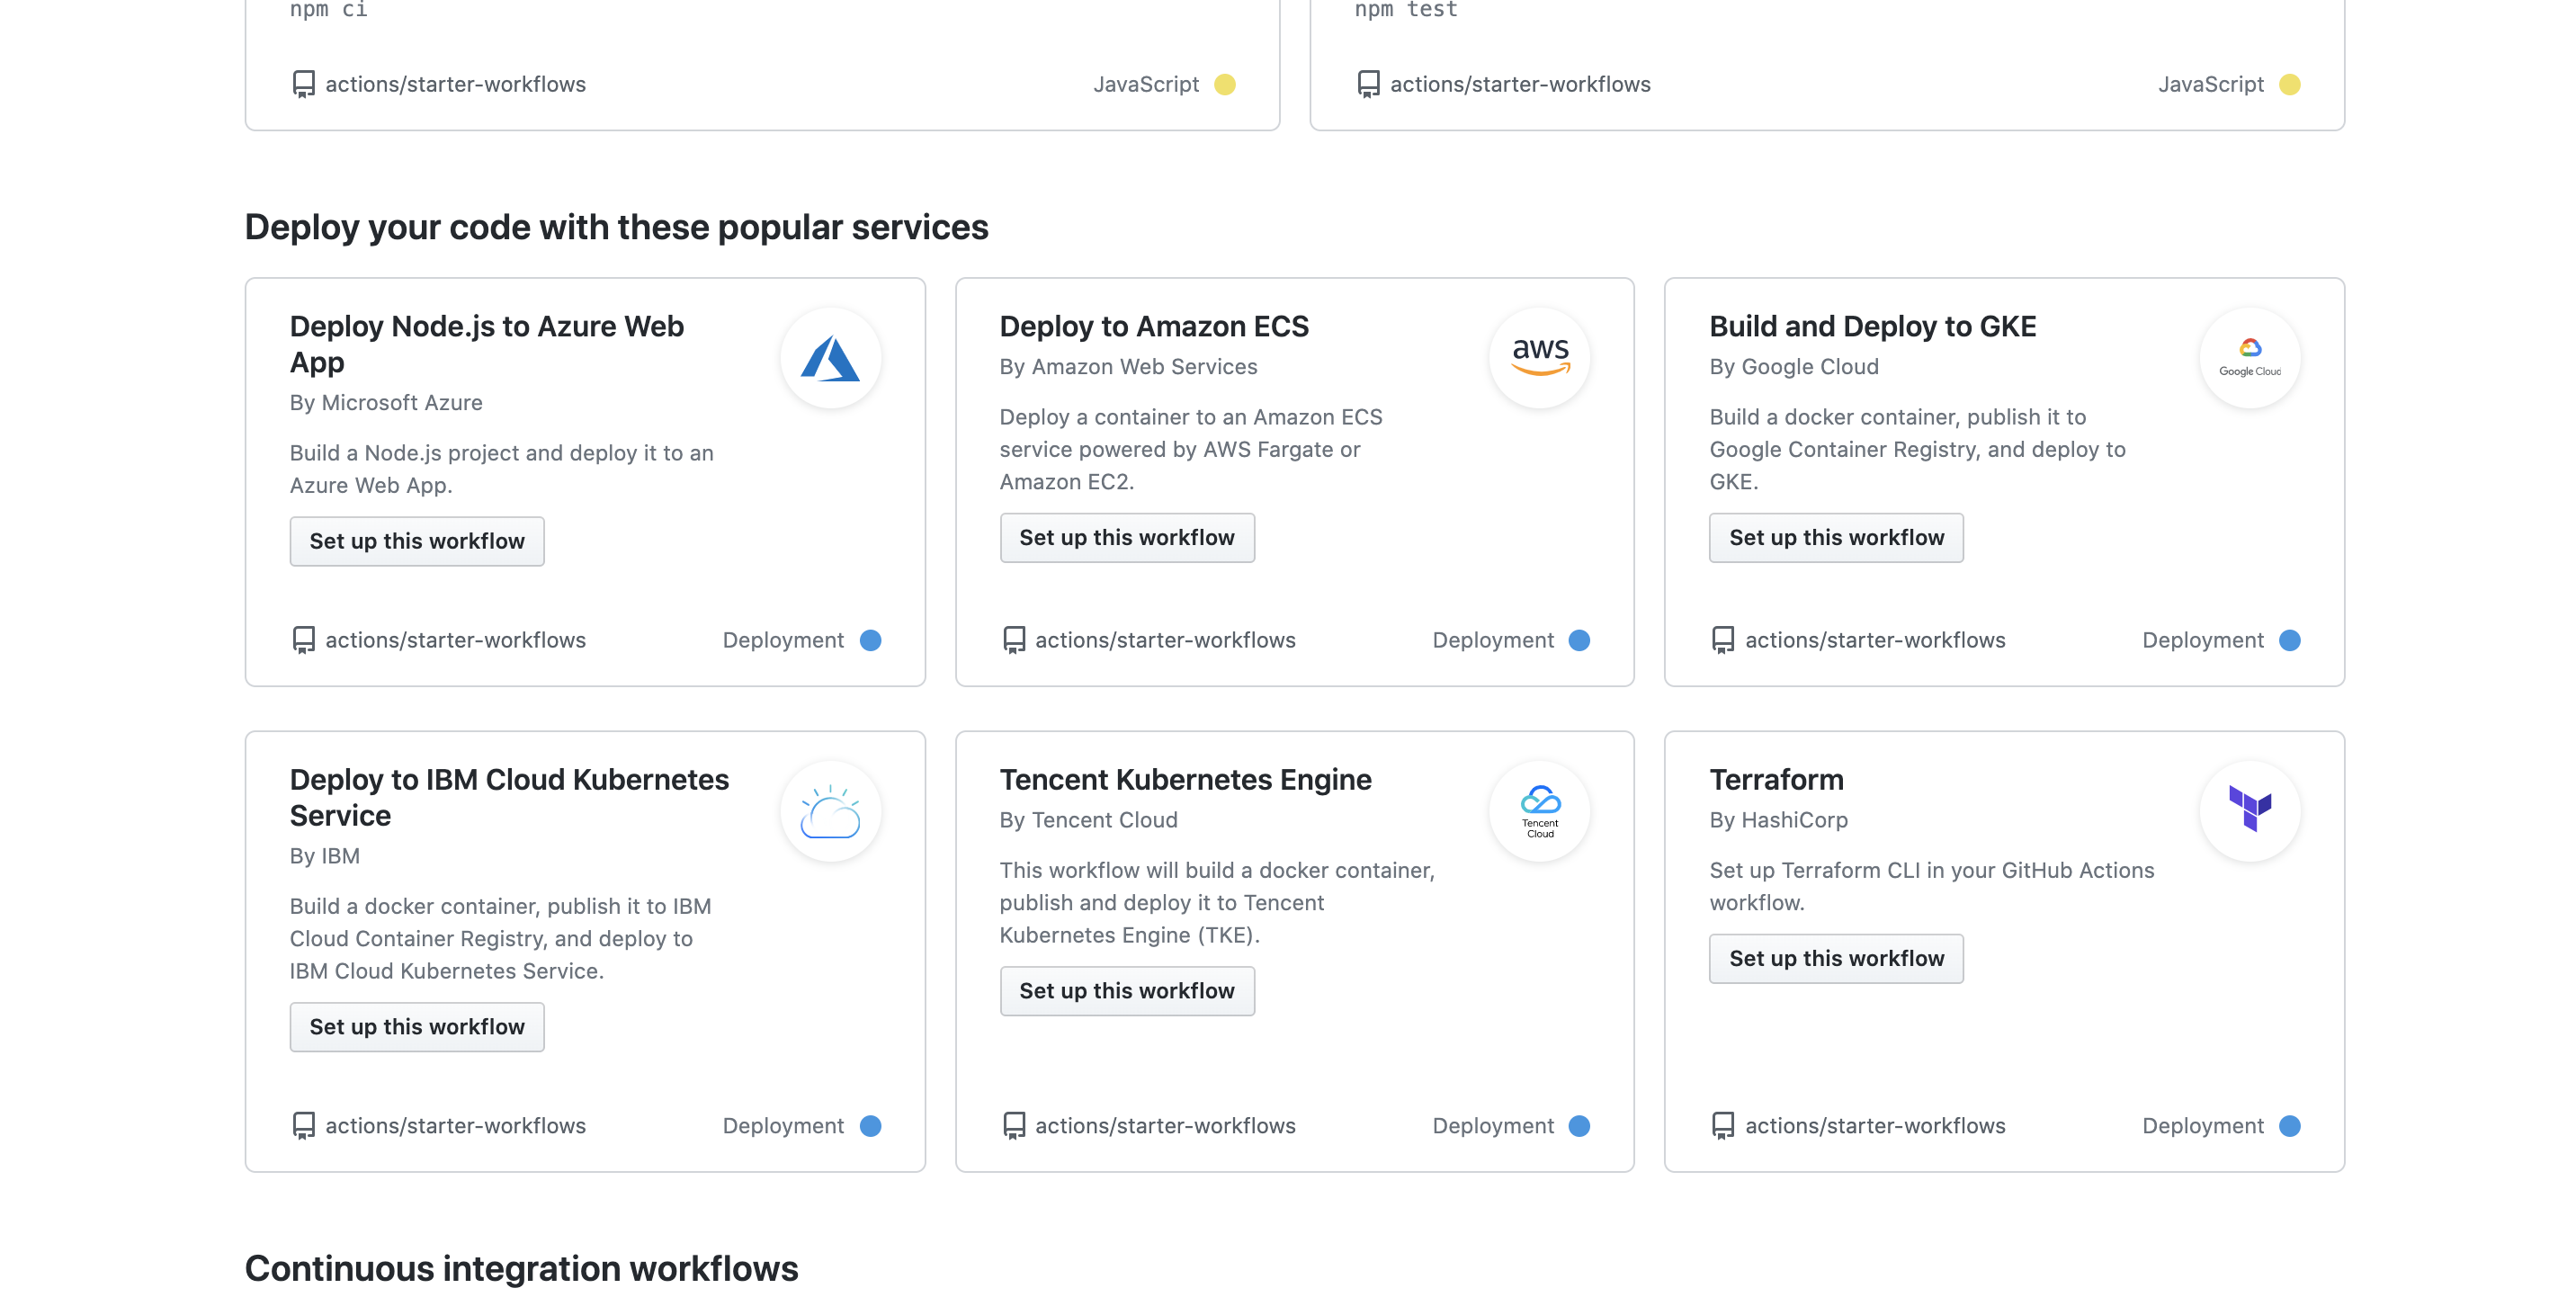 npm ci
npm test
actions/starter-workflows JavaScript
actions/starter-workflows JavaScript
Deploy your code with these popular services
Deploy Node.js to Azure Web
App
By Microsoft Azure
Build a Node.js project and deploy it to an
Azure Web App.
Set up this workflow
actions/starter-workflows Deployment
Deploy to Amazon ECS
By Amazon Web Services
Deploy a container to an Amazon ECS
service powered by AWS Fargate or
Amazon EC2.
Set up this workflow
actions/starter-workflows Deployment
aws
Build and Deploy to GKE
By Google Cloud
Build a docker container, publish it to
Google Container Registry, and deploy to
GKE.
Set up this workflow
actions/starter-workflows Deployment
Google Cloud
Deploy to IBM Cloud Kubernetes
Service
By IBM
Build a docker container, publish it to IBM
Cloud Container Registry, and deploy to
IBM Cloud Kubernetes Service.
Set up this workflow
actions/starter-workflows Deployment
Tencent Kubernetes Engine
By Tencent Cloud
This workflow will build a docker container,
publish and deploy it to Tencent
Kubernetes Engine (TKE).
Set up this workflow
actions/starter-workflows Deployment
Tencent
Cloud
Terraform
By HashiCorp
Set up Terraform CLI in your GitHub Actions
workflow.
Set up this workflow
actions/starter-workflows Deployment
Continuous integration workflows